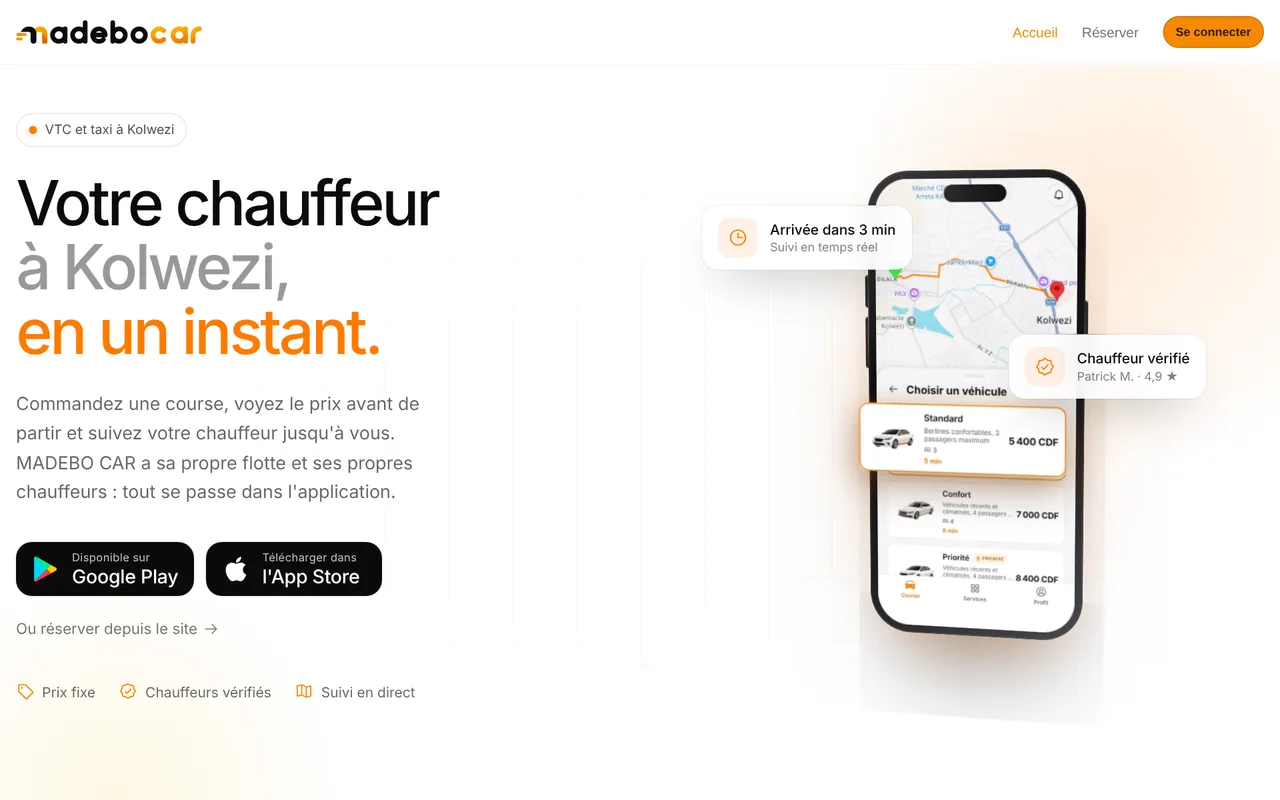 madebocar
Accueil
Réserver
Se connecter
VTC et taxi à Kolwezi
Votre chauffeur
à Kolwezi,
en un instant.
Commandez une course, voyez le prix avant de
partir et suivez votre chauffeur jusqu'à vous.
MADEBO CAR a sa propre flotte et ses propres
chauffeurs : tout se passe dans l'application.
Disponible sur
Google Play
Télécharger dans
l'App Store
Ou réserver depuis le site →
Prix fixe
Chauffeurs vérifiés
Suivi en direct
Arrivée dans 3 min
Suivi en temps réel
PAX
Kolwezi
Kolwezi
Chauffeur vérifié
Patrick M. · 4,9 ★
← Choisir un véhicule
Standard
Berlines confortables, 3
passagers maximum
3
5 min
5 400 CDF
Confort
Véhicules récents et
climatisés, 4 passagers ...
4
6 min
7 000 CDF
Priorité
Véhicules récents et
climatisés, 4 passagers ...
8 400 CDF
Course
Services
Profil